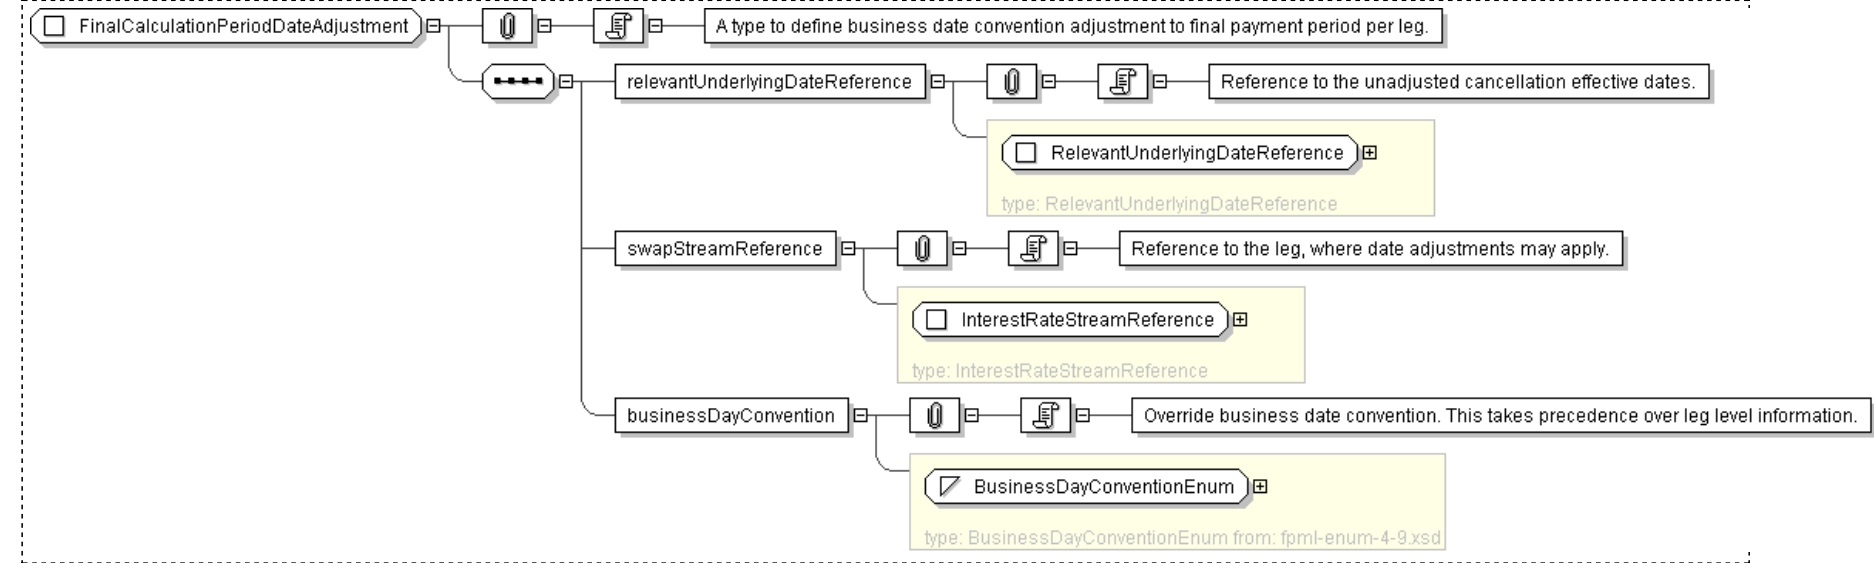 FinalCalculationPeriodDateAdjustment
A type to define business date convention adjustment to final payment period per leg.
relevantUnderlyingDateReference
Reference to the unadjusted cancellation effective dates.
RelevantUnderlyingDateReference
type: RelevantUnderlyingDateReference
swapStreamReference
Reference to the leg, where date adjustments may apply.
InterestRateStreamReference
type: InterestRateStreamReference
businessDayConvention
Override business date convention. This takes precedence over leg level information.
BusinessDayConventionEnum
type: BusinessDayConventionEnum from: fpml-enum-4-9.xsd